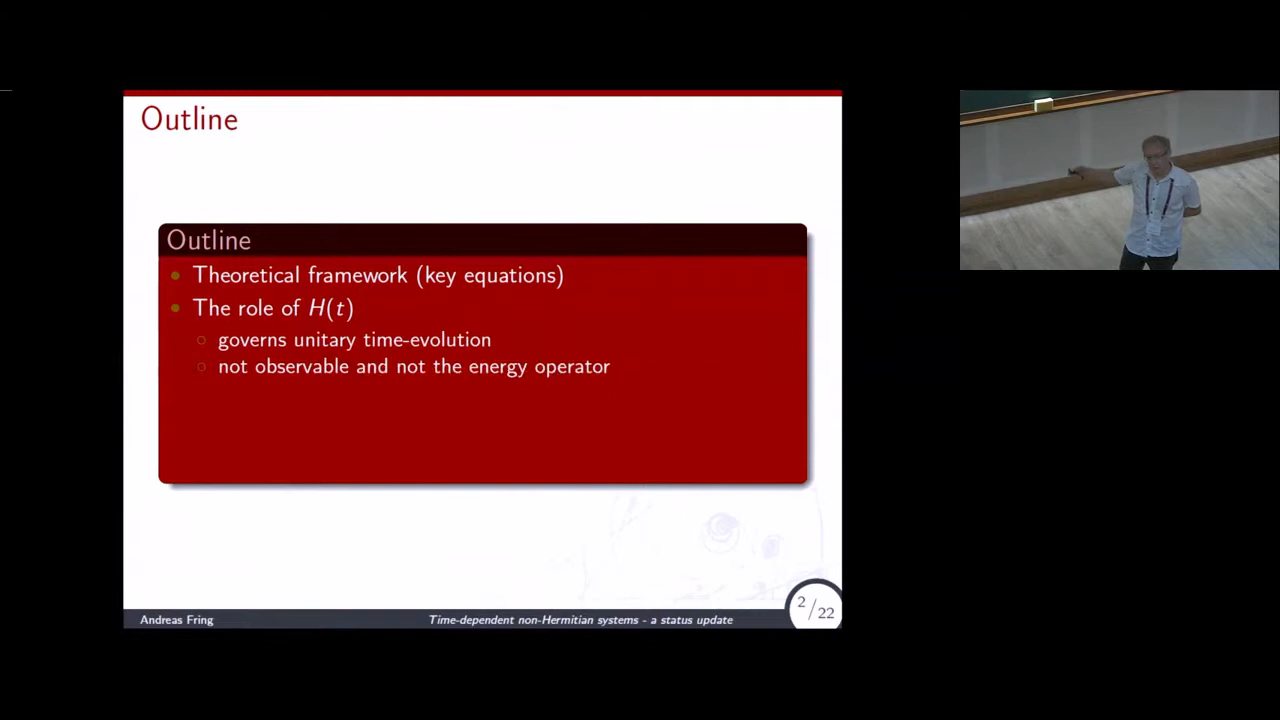 Outline
Outline
• Theoretical framework (key equations)
• The role of H(t)
○ governs unitary time-evolution
○ not observable and not the energy operator
Andreas Fring
Time-dependent non-Hermitian systems - a status update
2/22